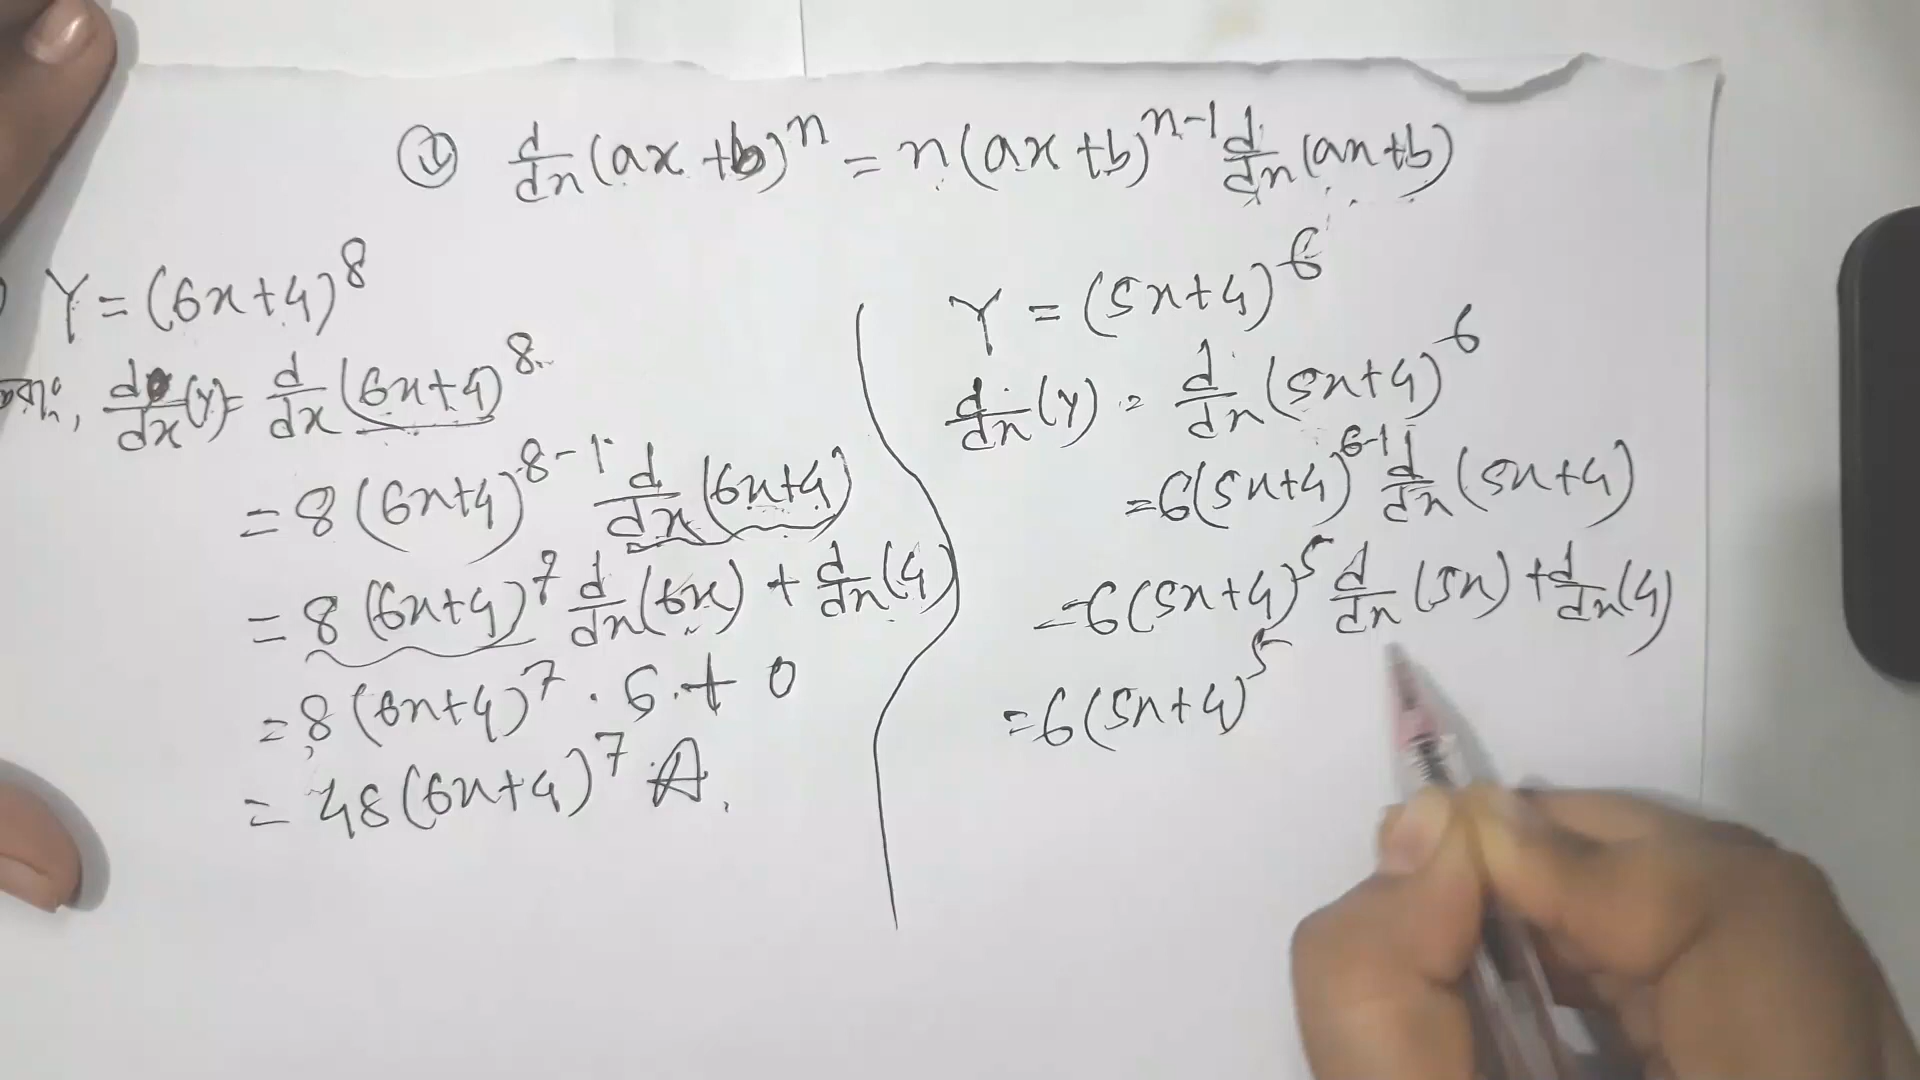 ① d/dx (ax+b)^n = n(ax+b)^{n-1} d/dx (ax+b)
Y = (6x+4)^8
d/dx (Y) = d/dx (6x+4)^8
= 8(6x+4)^{8-1} d/dx (6x+4)
= 8(6x+4)^7 d/dx (6x) + d/dx (4)
= 8(6x+4)^7 . 6 + 0
= 48(6x+4)^7 A.
Y = (5x+4)^6
d/dx (Y) = d/dx (5x+4)^6
= 6(5x+4)^{6-1} d/dx (5x+4)
= 6(5x+4)^5 d/dx (5x) + d/dx (4)
= 6(5x+4)^5